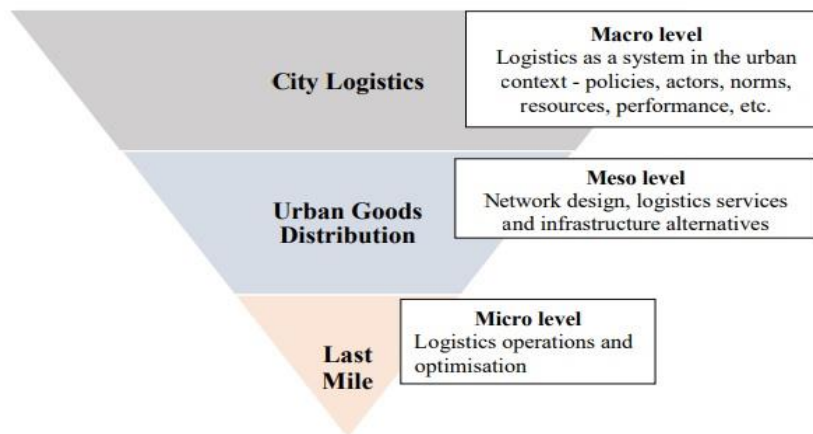 City Logistics
Macro level
Logistics as a system in the urban
context - policies, actors, norms,
resources, performance, etc.
Urban Goods
Distribution
Meso level
Network design, logistics services
and infrastructure alternatives
Last
Mile
Micro level
Logistics operations and
optimisation